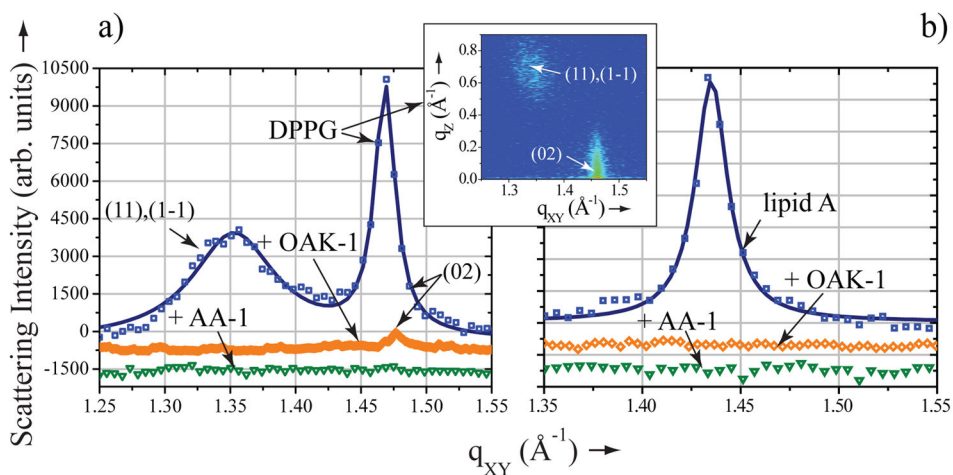 a)
b)
Scattering Intensity (arb. units) →
10500
9000
7500
6000
4500
3000
1500
0
-1500
1.25 1.30 1.35 1.40 1.45 1.50 1.55
DPPG
(11),(1-1)
+ OAK-1
(02)
+ AA-1
q_Z (Å⁻¹) →
0.8
0.6
0.4
0.2
0.0
(11),(1-1)
(02)
1.3 1.4 1.5
q_XY (Å⁻¹) →
lipid A
+ OAK-1
+ AA-1
1.35 1.40 1.45 1.50 1.55
q_XY (Å⁻¹) →